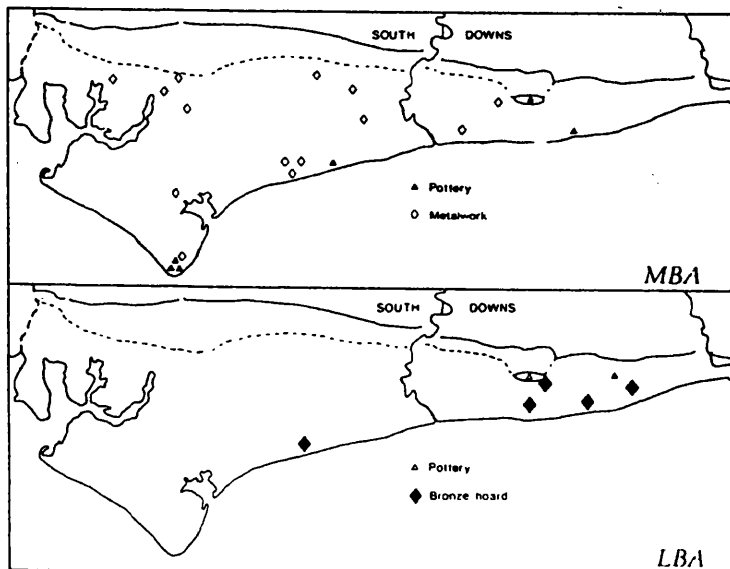 SOUTH DOWNS
Pottery
Metalwork
MBA
SOUTH DOWNS
Pottery
Bronze hoard
LBA